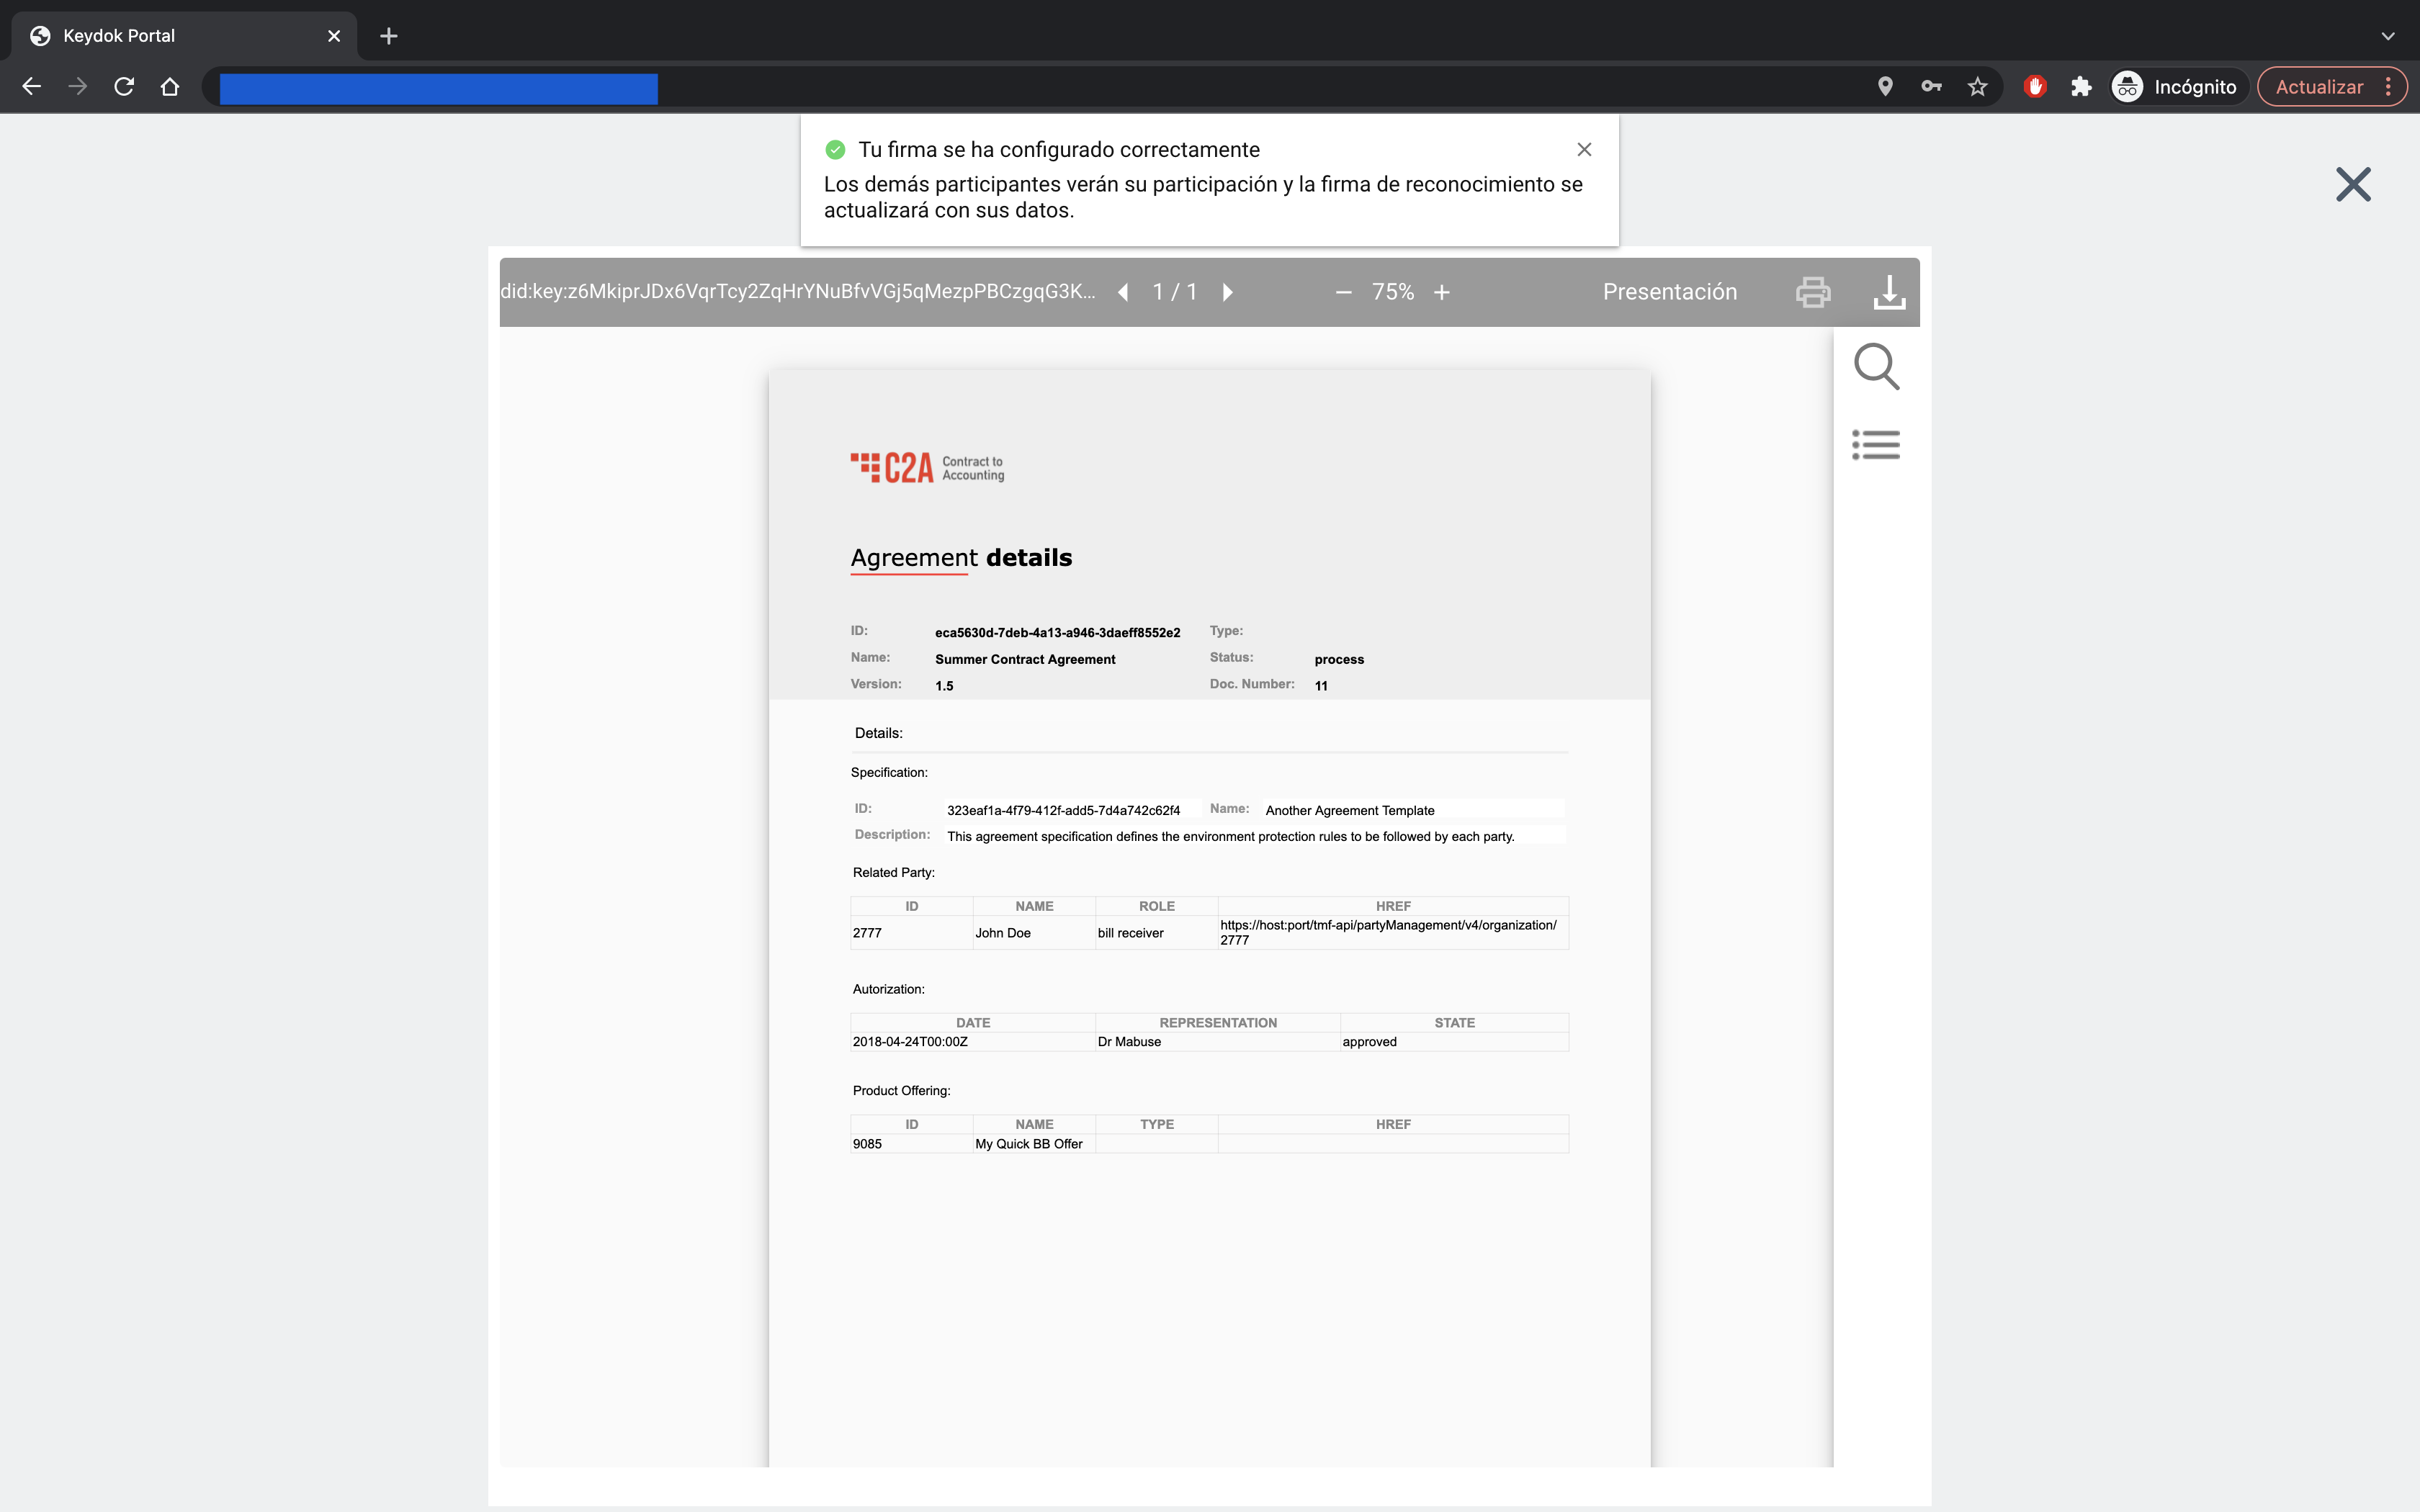 Keydok Portal
Incógnito
Actualizar
Tu firma se ha configurado correctamente
Los demás participantes verán su participación y la firma de reconocimiento se
actualizará con sus datos.
did:key:z6MkiprJDx6VqrTcy2ZqHrYNuBfvVGj5qMezpPBCzgqG3K... 1 / 1 75% Presentación
C2A Contract to
Accounting
Agreement details
ID: eca5630d-7deb-4a13-a946-3daeff8552e2 Type:
Name: Summer Contract Agreement Status: process
Version: 1.5 Doc. Number: 11
Details:
Specification:
ID: 323eaf1a-4f79-412f-add5-7d4a742c62f4 Name: Another Agreement Template
Description: This agreement specification defines the environment protection rules to be followed by each party.
Related Party:
ID NAME ROLE HREF
2777 John Doe bill receiver https://host:port/tmf-api/partyManagement/v4/organization/
2777
Autorization:
DATE REPRESENTATION STATE
2018-04-24T00:00Z Dr Mabuse approved
Product Offering:
ID NAME TYPE HREF
9085 My Quick BB Offer